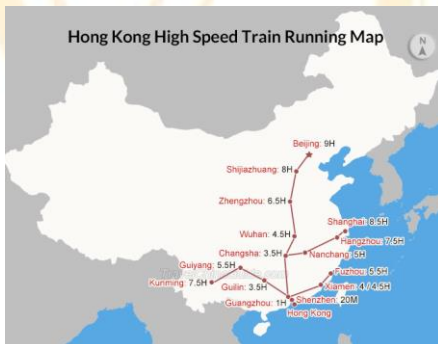 Hong Kong High Speed Train Running Map
N
Beijing: 9H
Shijiazhuang: 8H
Zhengzhou: 6.5H
Shanghai: 8.5H
Wuhan: 4.5H
Hangzhou: 7.5H
Changsha: 3.5H
Nanchang: 5H
Guiyang: 5.5H
Fuzhou: 5.5H
Kunming: 7.5H
Guilin: 3.5H
Xiamen: 4 / 4.5H
Guangzhou: 1H
Shenzhen: 20M
Hong Kong